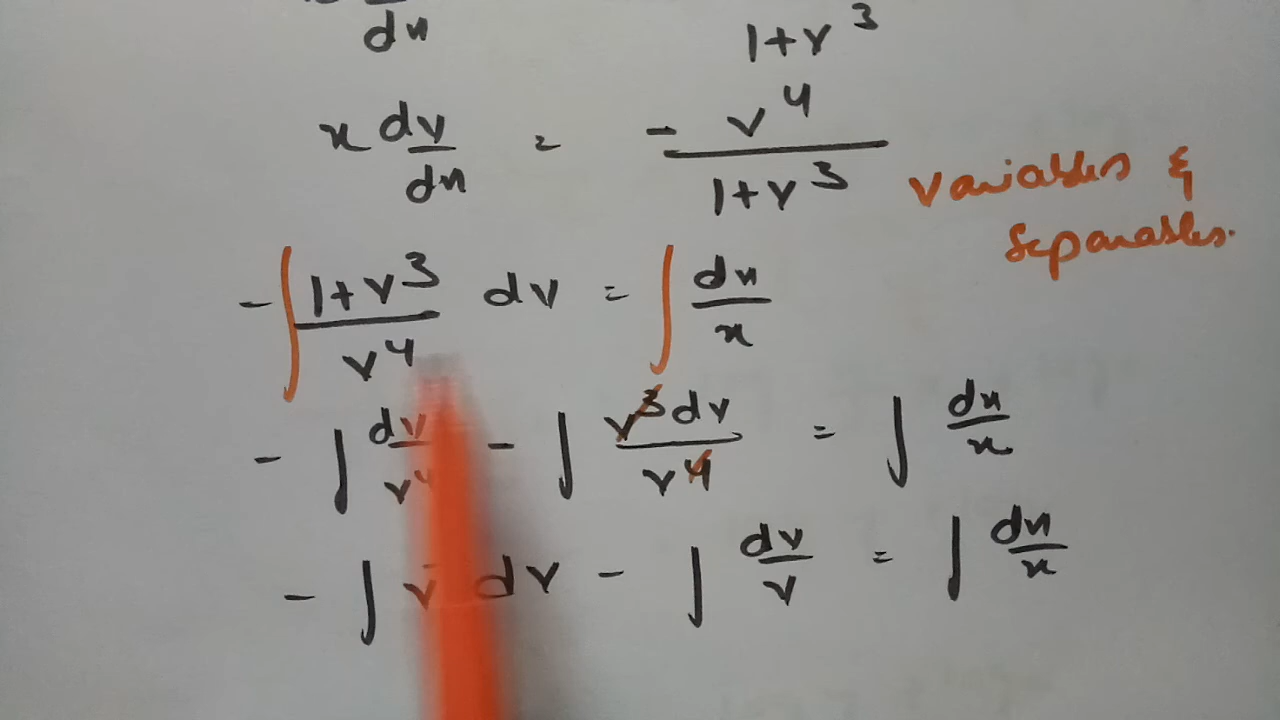 dx 1+v³
x dv/dx = - v⁴/1+v³
Variables &
Separables.
- ∫ 1+v³/v⁴ dv = ∫ dx/x
- ∫ dv/v⁴ - ∫ v³dv/v⁴ = ∫ dx/x
- ∫ v dv - ∫ dv/v = ∫ dx/x